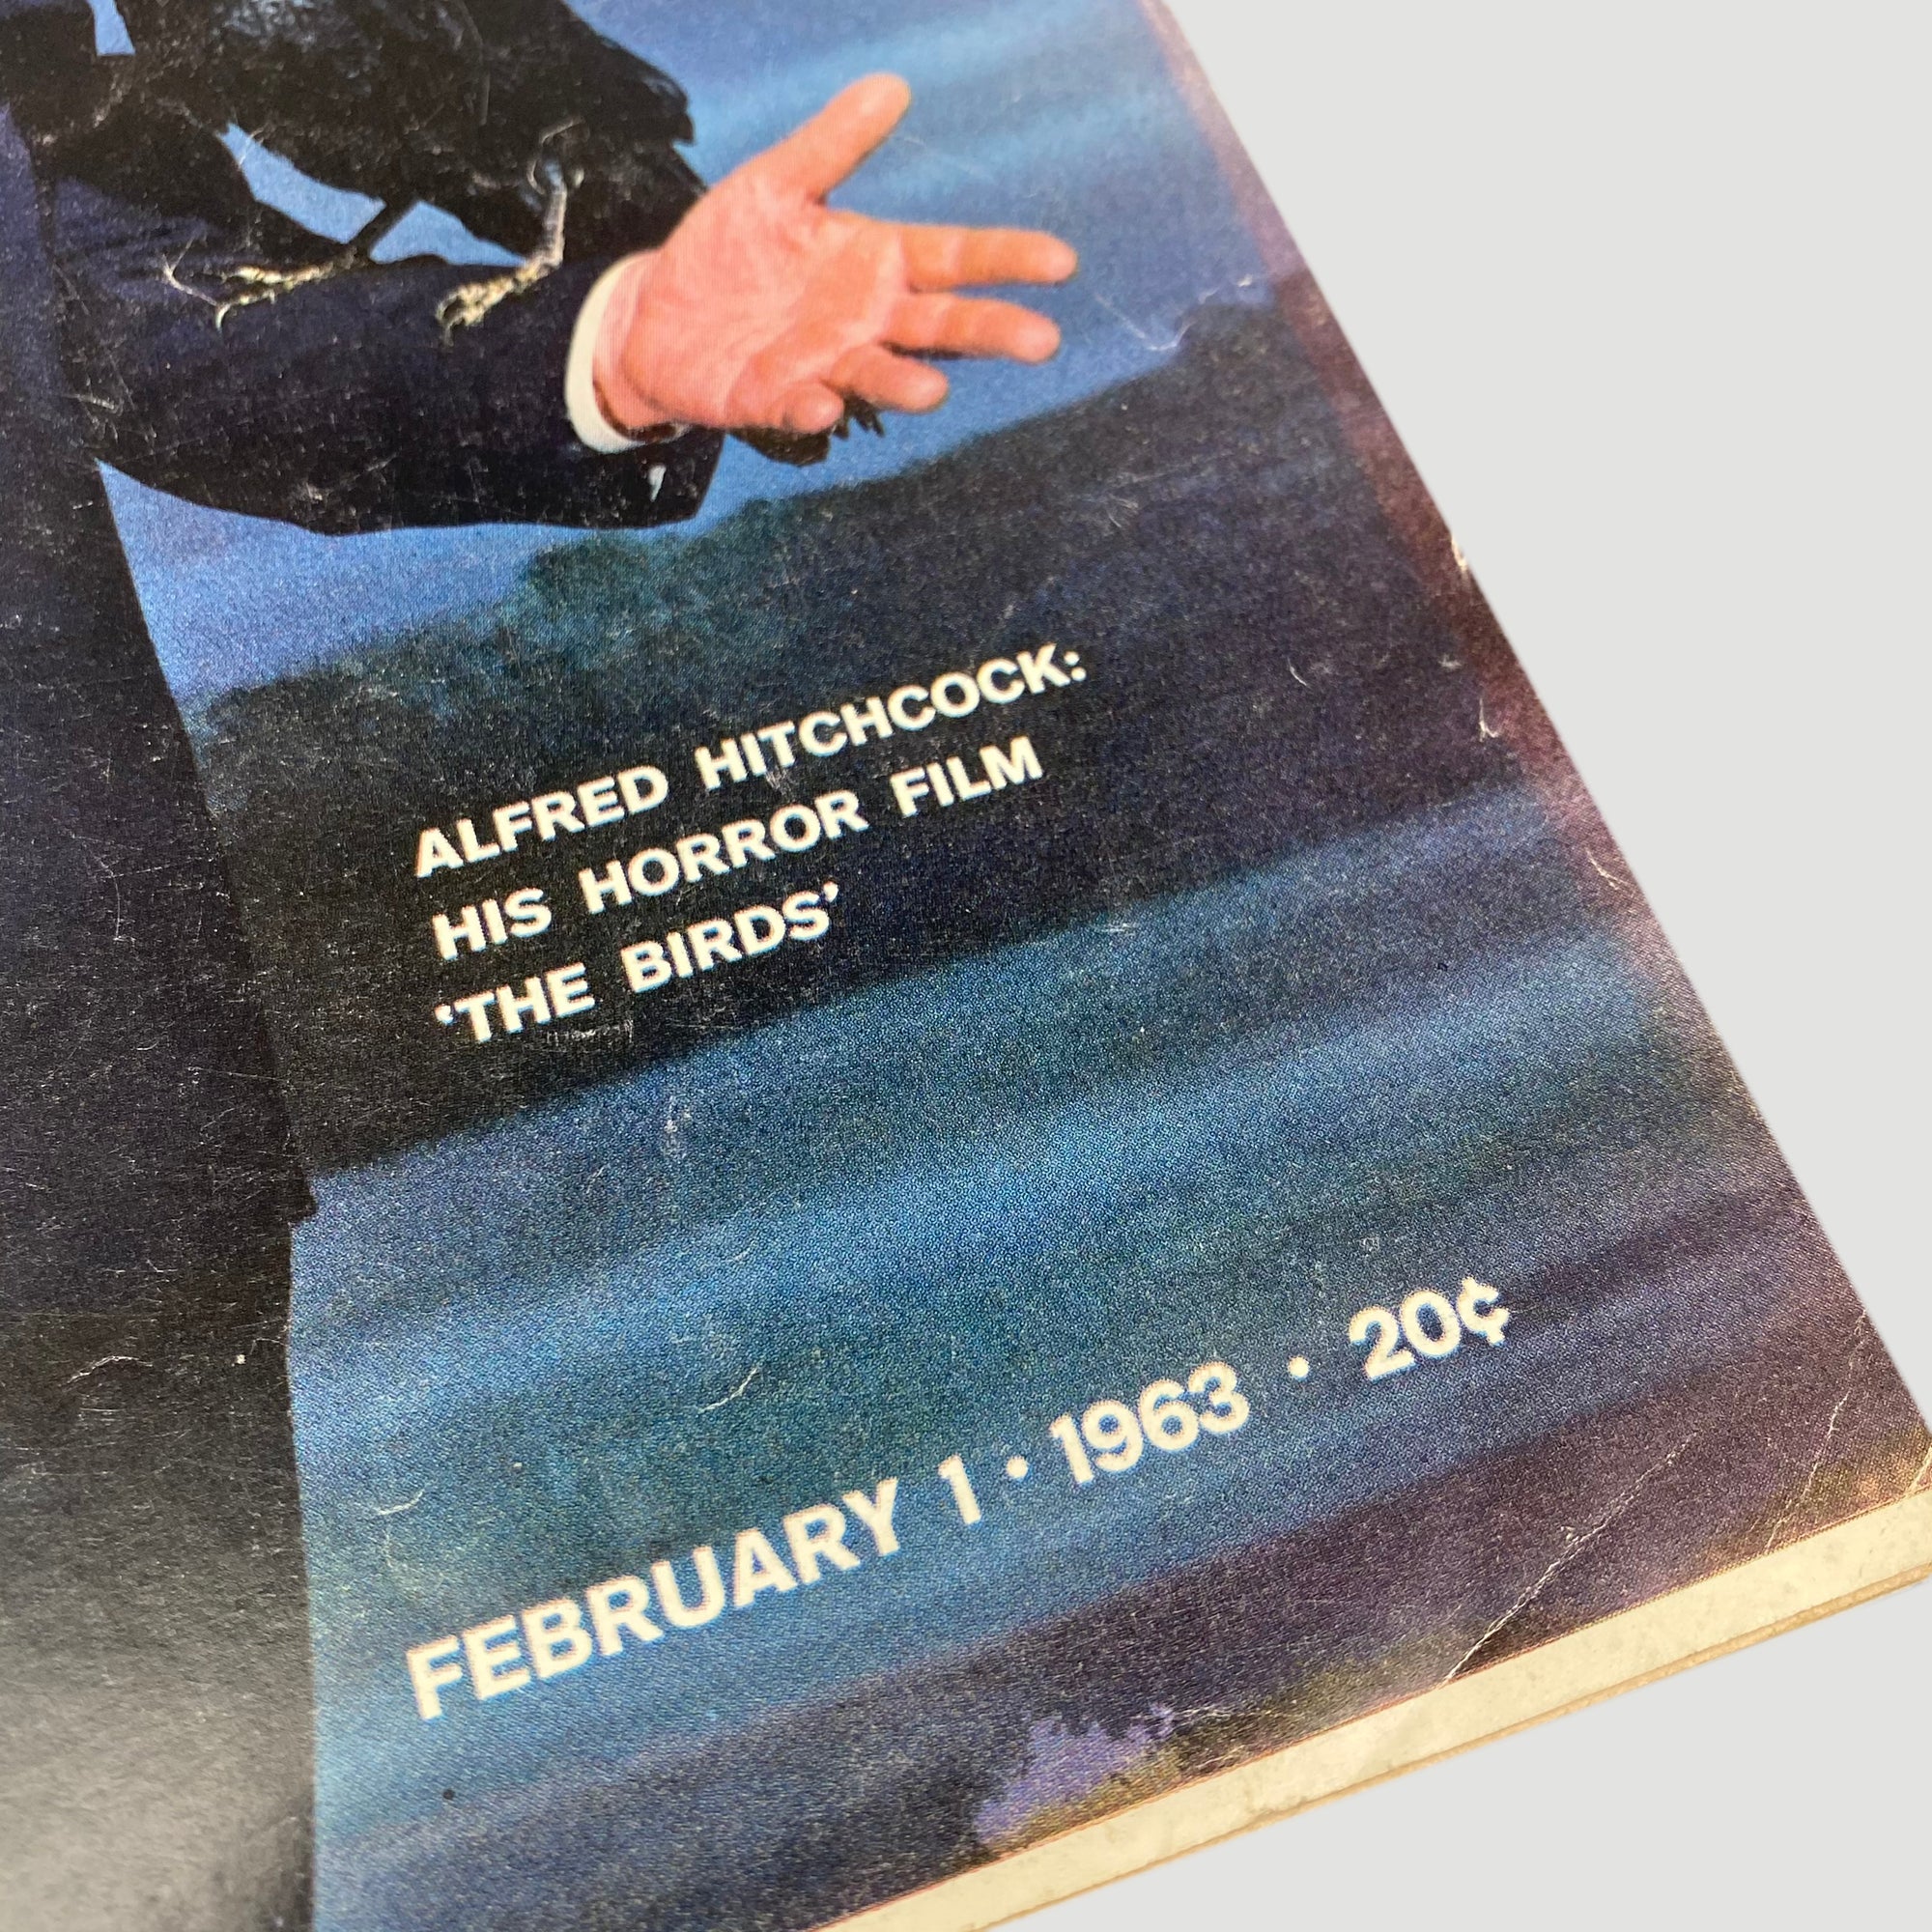 ALFRED HITCHCOCK:
HIS HORROR FILM
'THE BIRDS'
FEBRUARY 1 · 1963 · 20¢